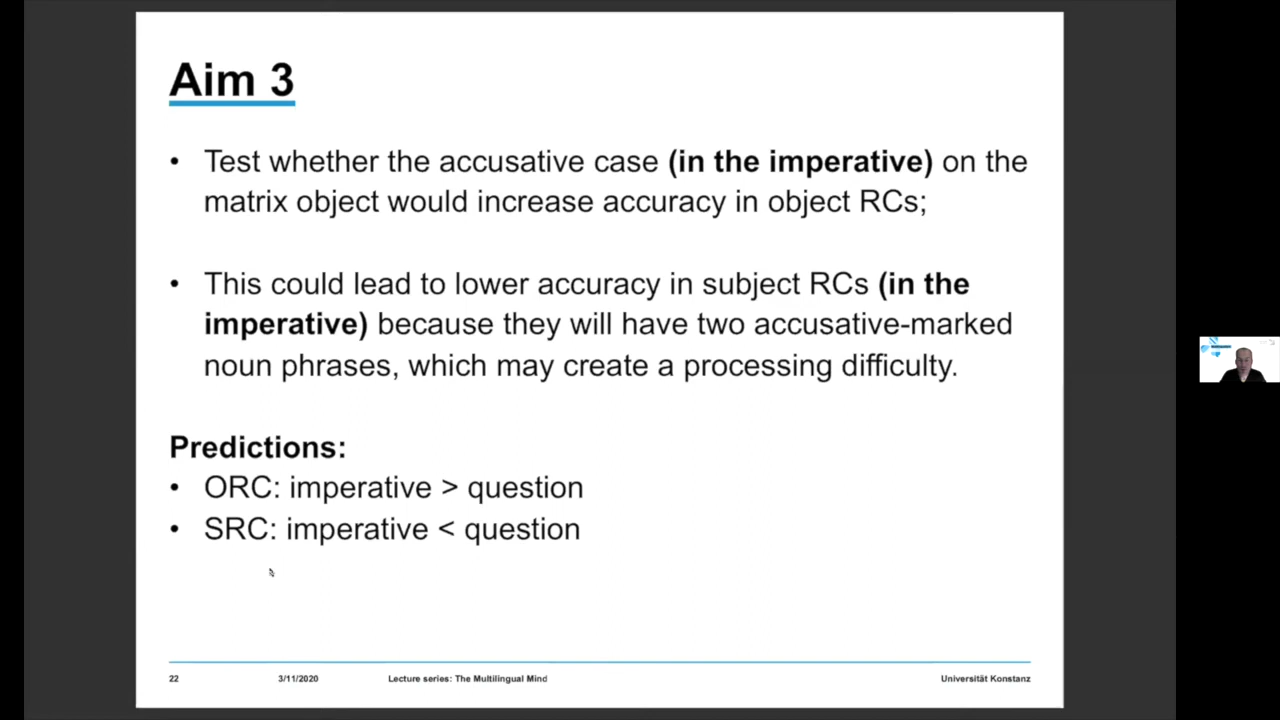 Aim 3
• Test whether the accusative case (in the imperative) on the
matrix object would increase accuracy in object RCs;
• This could lead to lower accuracy in subject RCs (in the
imperative) because they will have two accusative-marked
noun phrases, which may create a processing difficulty.
Predictions:
• ORC: imperative > question
• SRC: imperative < question
22 3/11/2020 Lecture series: The Multilingual Mind Universität Konstanz